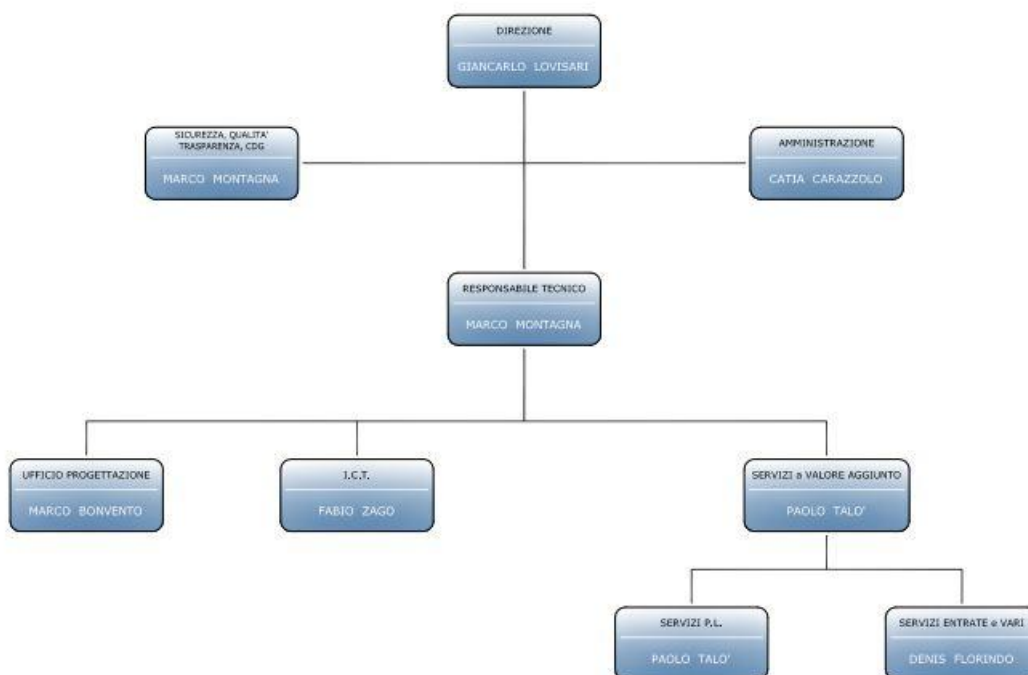 DIREZIONE
GIANCARLO LOVISARI
SICUREZZA, QUALITA'
TRASPARENZA, CDG
MARCO MONTAGNA
AMMINISTRAZIONE
CATIA CARAZZOLO
RESPONSABILE TECNICO
MARCO MONTAGNA
UFFICIO PROGETTAZIONE
MARCO BONVENTO
I.C.T.
FABIO ZAGO
SERVIZI a VALORE AGGIUNTO
PAOLO TALO'
SERVIZI P.L.
PAOLO TALO'
SERVIZI ENTRATE e VARI
DENIS FLORINDO